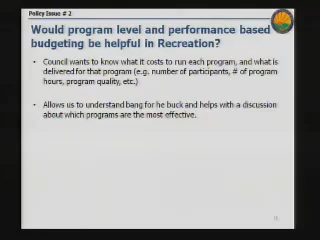 Policy Issue # 2
Would program level and performance based
budgeting be helpful in Recreation?
• Council wants to know what it costs to run each program, and what is
delivered for that program (e.g. number of participants, # of program
hours, program quality, etc.)
• Allows us to understand bang for he buck and helps with a discussion
about which programs are the most effective.